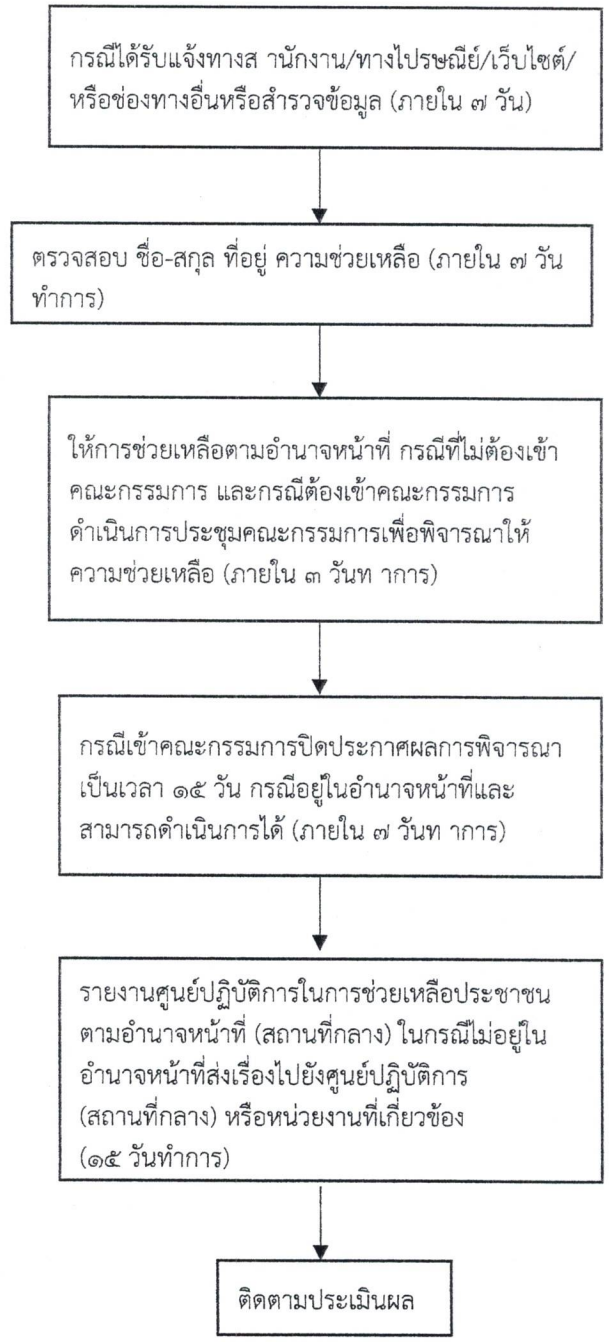 กรณีได้รับแจ้งทางส านักงาน/ทางไปรษณีย์/เว็บไซต์/
หรือช่องทางอื่นหรือสำรวจข้อมูล (ภายใน ๗ วัน)
ตรวจสอบ ชื่อ-สกุล ที่อยู่ ความช่วยเหลือ (ภายใน ๗ วัน
ทำการ)
ให้การช่วยเหลือตามอำนาจหน้าที่ กรณีที่ไม่ต้องเข้า
คณะกรรมการ และกรณีต้องเข้าคณะกรรมการ
ดำเนินการประชุมคณะกรรมการเพื่อพิจารณาให้
ความช่วยเหลือ (ภายใน ๓ วันท าการ)
กรณีเข้าคณะกรรมการปิดประกาศผลการพิจารณา
เป็นเวลา ๑๕ วัน กรณีอยู่ในอำนาจหน้าที่และ
สามารถดำเนินการได้ (ภายใน ๗ วันท าการ)
รายงานศูนย์ปฏิบัติการในการช่วยเหลือประชาชน
ตามอำนาจหน้าที่ (สถานที่กลาง) ในกรณีไม่อยู่ใน
อำนาจหน้าที่ส่งเรื่องไปยังศูนย์ปฏิบัติการ
(สถานที่กลาง) หรือหน่วยงานที่เกี่ยวข้อง
(๑๕ วันทำการ)
ติดตามประเมินผล